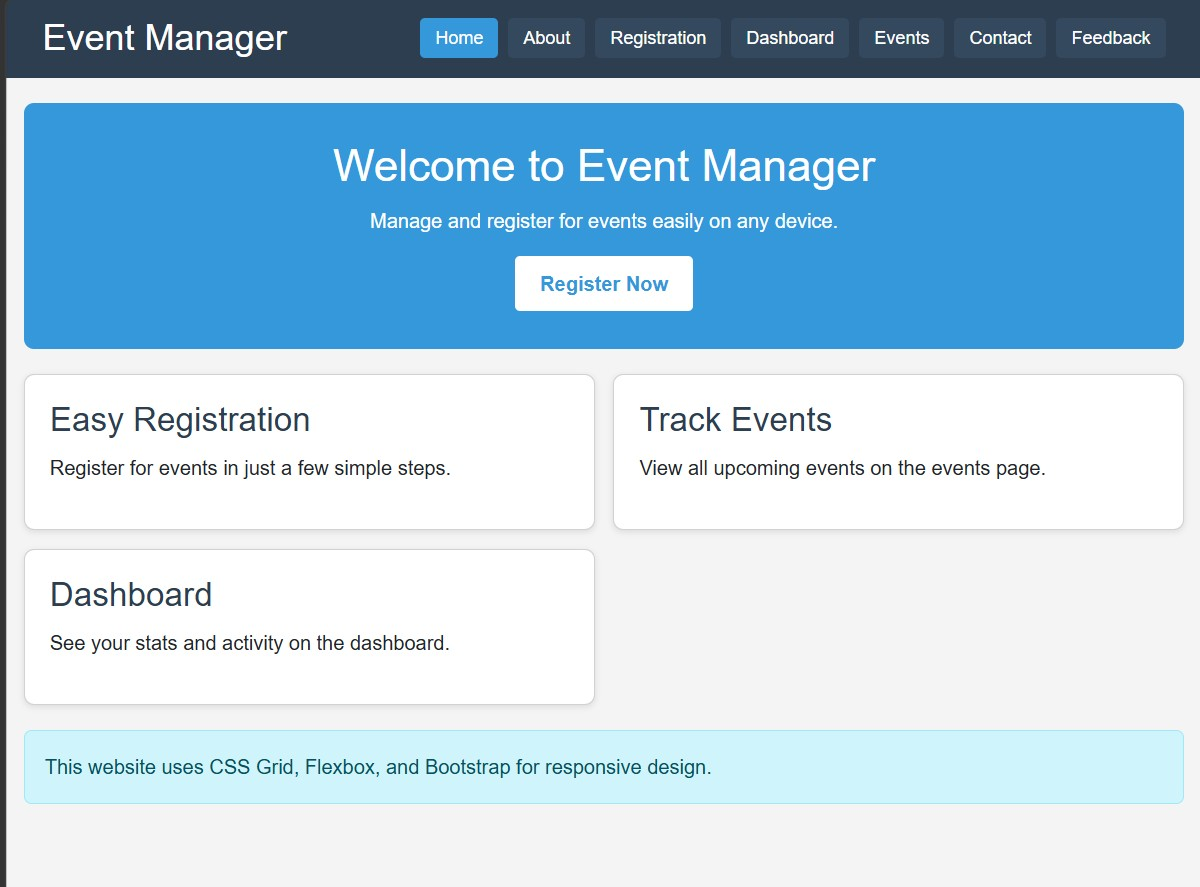 Event Manager
Home About Registration Dashboard Events Contact Feedback
Welcome to Event Manager
Manage and register for events easily on any device.
Register Now
Easy Registration
Register for events in just a few simple steps.
Track Events
View all upcoming events on the events page.
Dashboard
See your stats and activity on the dashboard.
This website uses CSS Grid, Flexbox, and Bootstrap for responsive design.